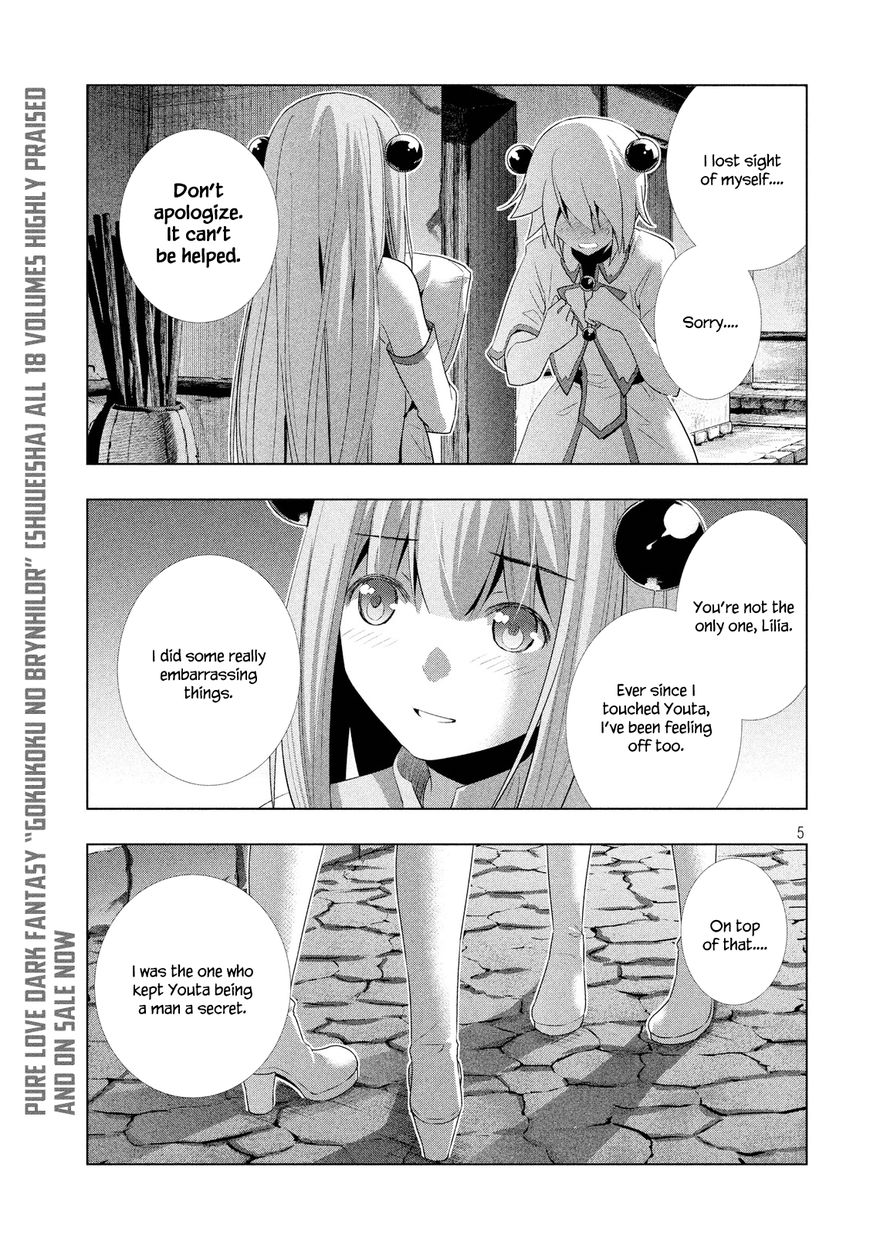 I lost sight
of myself....
Sorry....
Don't
apologize.
It can't
be helped.
You're not the
only one, Lilia.
Ever since I
touched Youta,
I've been feeling
off too.
I did some really
embarrassing
things.
5
On top
of that....
I was the one who
kept Youta being
a man a secret.
PURE LOVE DARK FANTASY "GOKUKOKU NO BRYNHILDR" [SHUUEISHA] ALL 18 VOLUMES HIGHLY PRAISED
AND ON SALE NOW